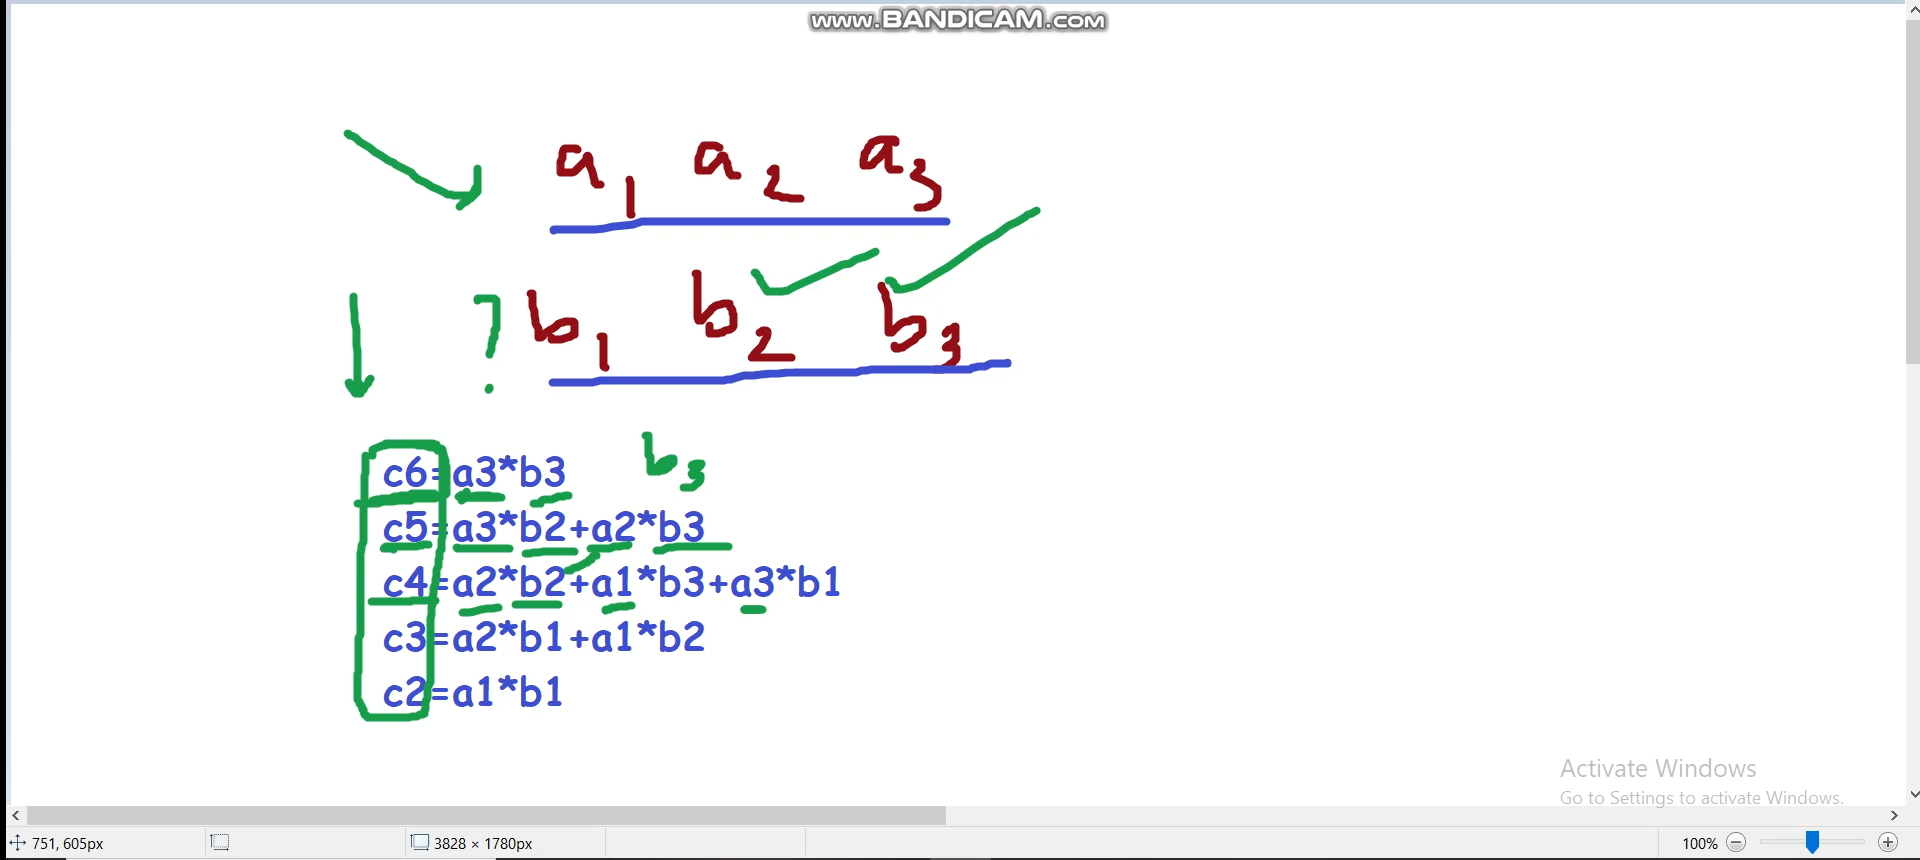 www.BANDICAM.com
a1 a2 a3
? b1 b2 b3
b3
c6=a3*b3
c5=a3*b2+a2*b3
c4=a2*b2+a1*b3+a3*b1
c3=a2*b1+a1*b2
c2=a1*b1
Activate Windows
Go to Settings to activate Windows.
751, 605px 3828 × 1780px 100%